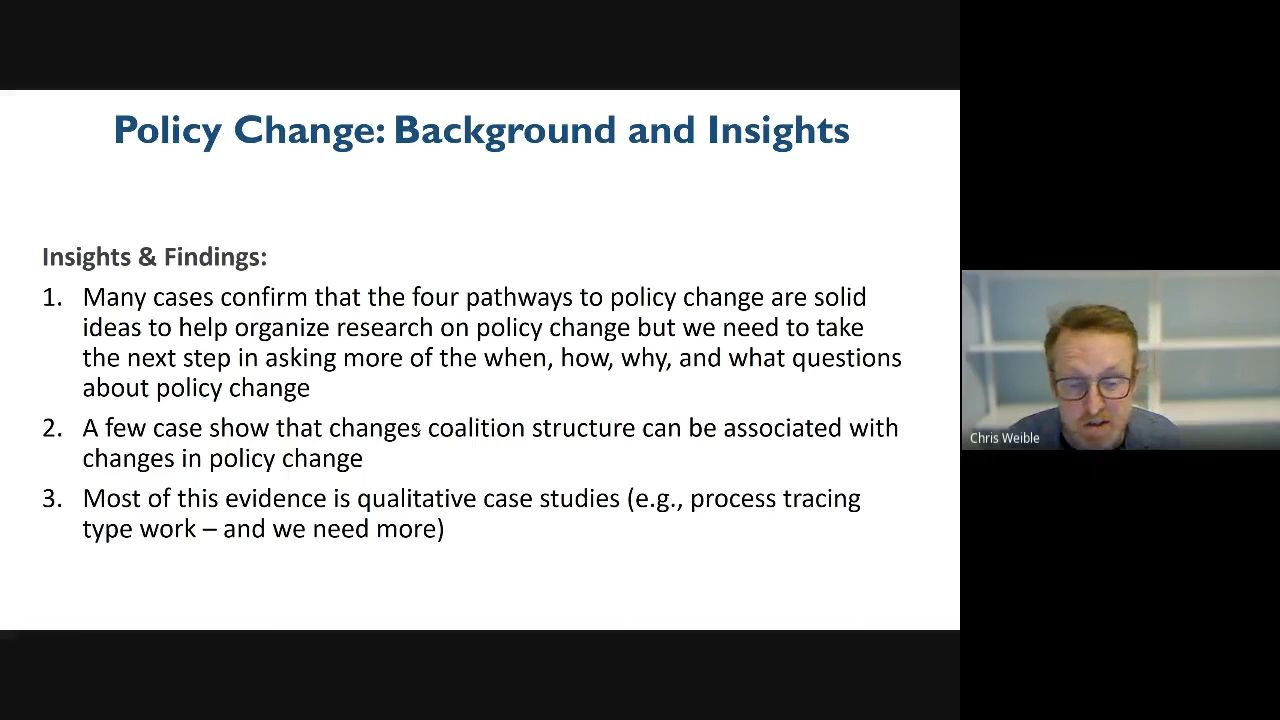 Policy Change: Background and Insights
Insights & Findings:
1. Many cases confirm that the four pathways to policy change are solid
ideas to help organize research on policy change but we need to take
the next step in asking more of the when, how, why, and what questions
about policy change
2. A few case show that changes coalition structure can be associated with
changes in policy change
3. Most of this evidence is qualitative case studies (e.g., process tracing
type work – and we need more)
Chris Weible